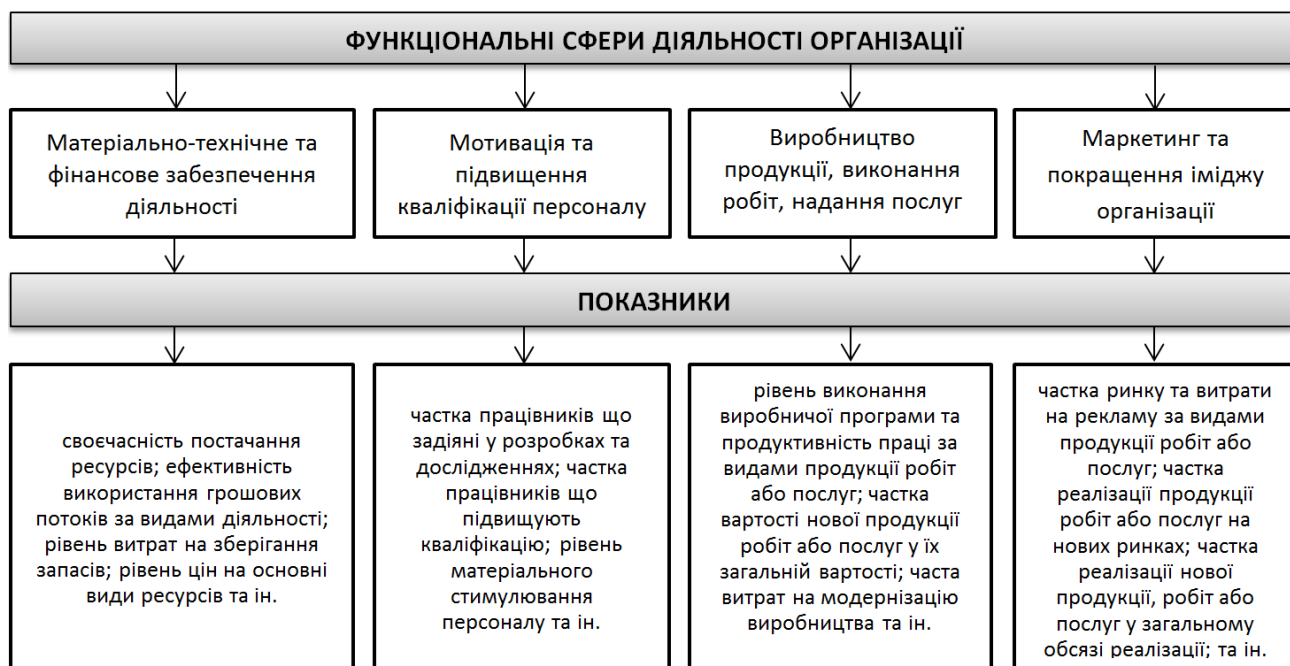 ФУНКЦІОНАЛЬНІ СФЕРИ ДІЯЛЬНОСТІ ОРГАНІЗАЦІЇ
Матеріально-технічне та
фінансове забезпечення
діяльності
Мотивація та
підвищення
кваліфікації персоналу
Виробництво
продукції, виконання
робіт, надання послуг
Маркетинг та
покращення іміджу
організації
ПОКАЗНИКИ
своєчасність постачання
ресурсів; ефективність
використання грошових
потоків за видами діяльності;
рівень витрат на зберігання
запасів; рівень цін на основні
види ресурсів та ін.
частка працівників що
задіяні у розробках та
дослідженнях; частка
працівників що
підвищують
кваліфікацію; рівень
матеріального
стимулювання
персоналу та ін.
рівень виконання
виробничої програми та
продуктивність праці за
видами продукції робіт
або послуг; частка
вартості нової продукції
робіт або послуг у їх
загальній вартості; часта
витрат на модернізацію
виробництва та ін.
частка ринку та витрати
на рекламу за видами
продукції робіт або
послуг; частка
реалізації продукції
робіт або послуг на
нових ринках; частка
реалізації нової
продукції, робіт або
послуг у загальному
обсязі реалізації; та ін.